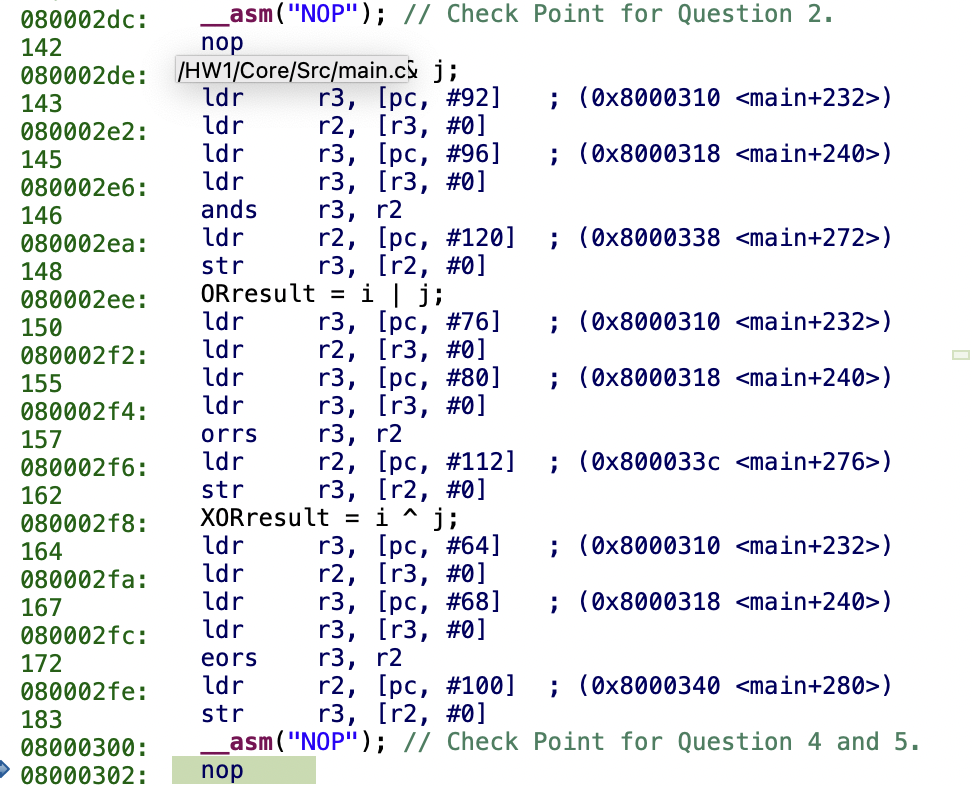 080002dc: __asm("NOP"); // Check Point for Question 2.
142 nop
080002de: /HW1/Core/Src/main.c& j;
143 ldr r3, [pc, #92] ; (0x8000310 <main+232>)
080002e2: ldr r2, [r3, #0]
145 ldr r3, [pc, #96] ; (0x8000318 <main+240>)
080002e6: ldr r3, [r3, #0]
146 ands r3, r2
080002ea: ldr r2, [pc, #120] ; (0x8000338 <main+272>)
148 str r3, [r2, #0]
080002ee: ORresult = i | j;
150 ldr r3, [pc, #76] ; (0x8000310 <main+232>)
080002f2: ldr r2, [r3, #0]
155 ldr r3, [pc, #80] ; (0x8000318 <main+240>)
080002f4: ldr r3, [r3, #0]
157 orrs r3, r2
080002f6: ldr r2, [pc, #112] ; (0x800033c <main+276>)
162 str r3, [r2, #0]
080002f8: XORresult = i ^ j;
164 ldr r3, [pc, #64] ; (0x8000310 <main+232>)
080002fa: ldr r2, [r3, #0]
167 ldr r3, [pc, #68] ; (0x8000318 <main+240>)
080002fc: ldr r3, [r3, #0]
172 eors r3, r2
080002fe: ldr r2, [pc, #100] ; (0x8000340 <main+280>)
183 str r3, [r2, #0]
08000300: __asm("NOP"); // Check Point for Question 4 and 5.
08000302: nop